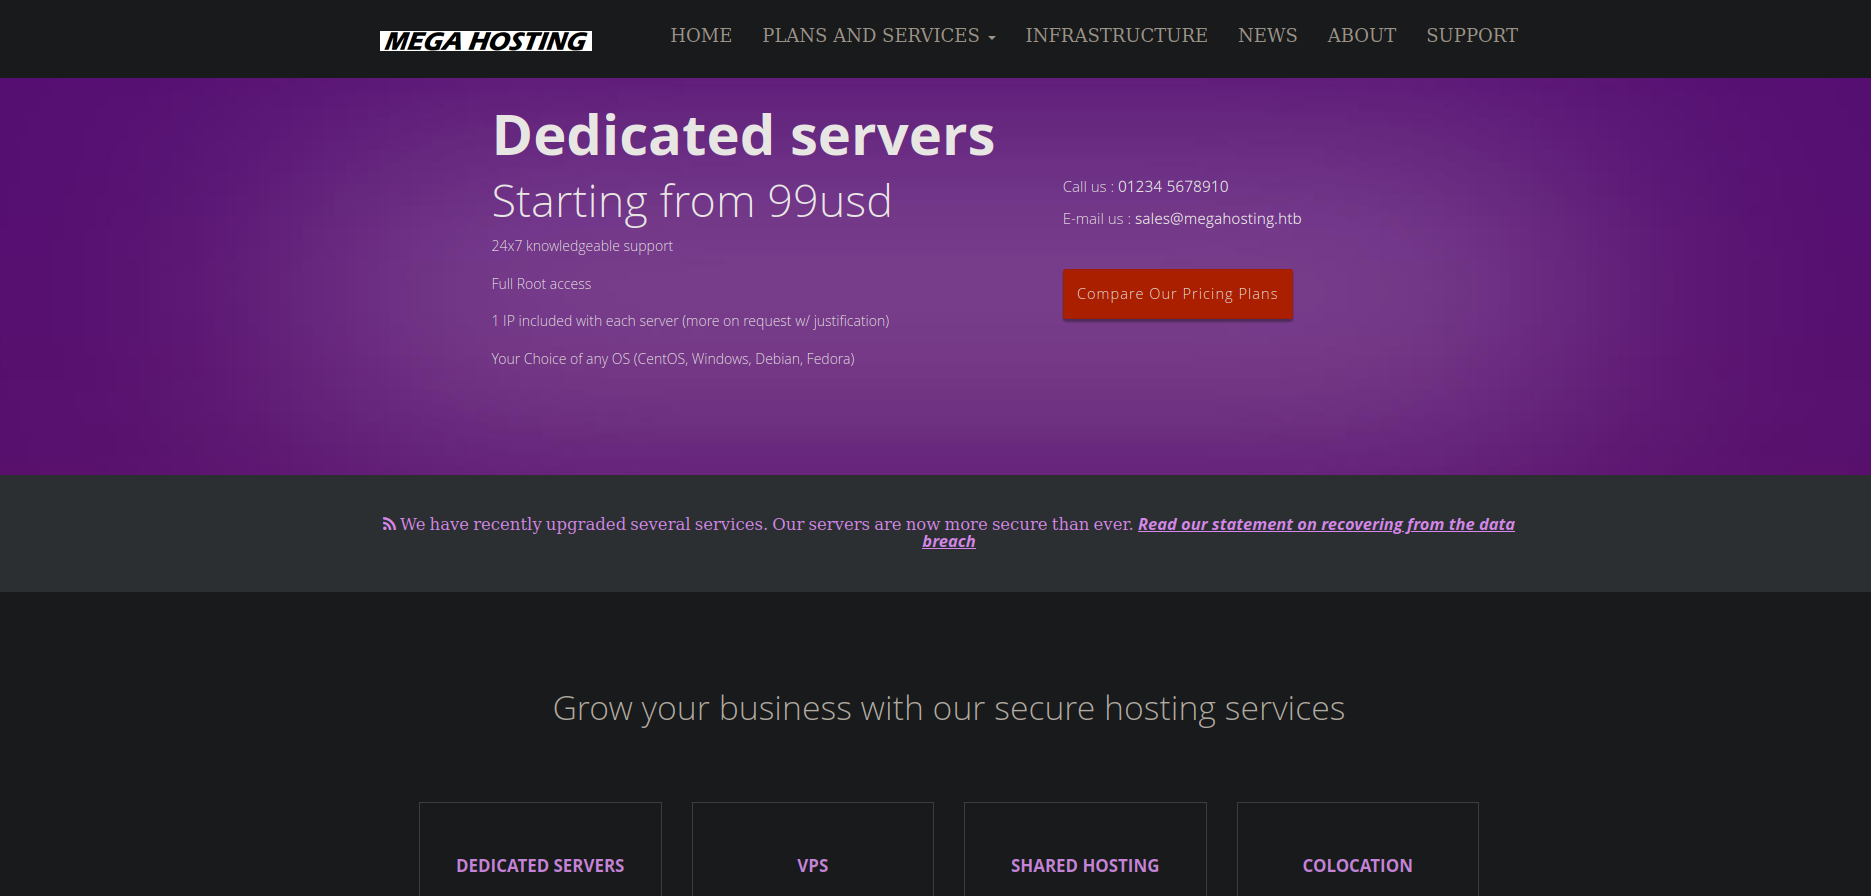 MEGA HOSTING
HOME PLANS AND SERVICES INFRASTRUCTURE NEWS ABOUT SUPPORT
Dedicated servers
Starting from 99usd
24x7 knowledgeable support
Full Root access
1 IP included with each server (more on request w/ justification)
Your Choice of any OS (CentOS, Windows, Debian, Fedora)
Call us : 01234 5678910
E-mail us : sales@megahosting.htb
Compare Our Pricing Plans
We have recently upgraded several services. Our servers are now more secure than ever. Read our statement on recovering from the data
breach
Grow your business with our secure hosting services
DEDICATED SERVERS
VPS
SHARED HOSTING
COLOCATION